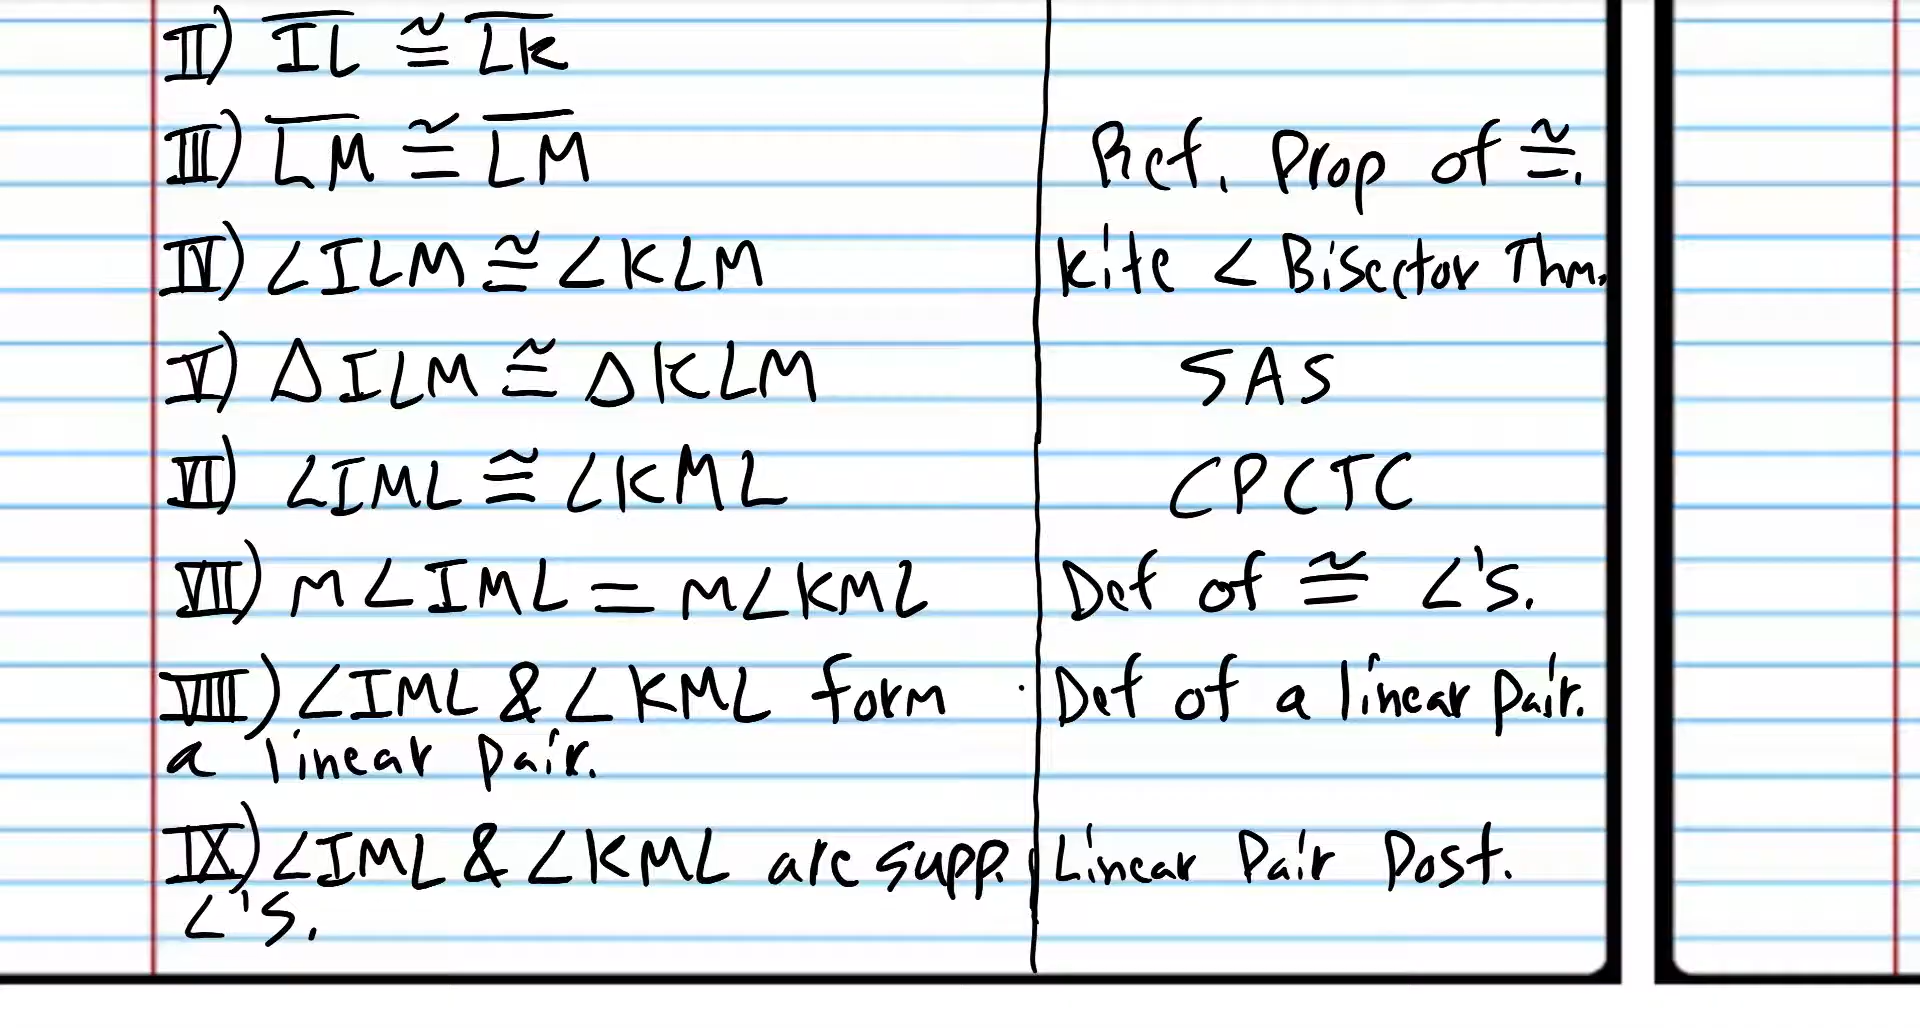 II) IL ≅ LK
III) LM ≅ LM Ref. Prop of ≅.
IV) ∠ILM ≅ ∠KLM Kite ∠ Bisector Thm.
V) ΔILM ≅ ΔKLM SAS
VI) ∠IML ≅ ∠KML CPCTC
VII) m∠IML = m∠KML Def of ≅ ∠'s.
VIII) ∠IML & ∠KML form Def of a linear pair.
a linear pair.
IX) ∠IML & ∠KML are supp. Linear Pair Post.
∠'s.